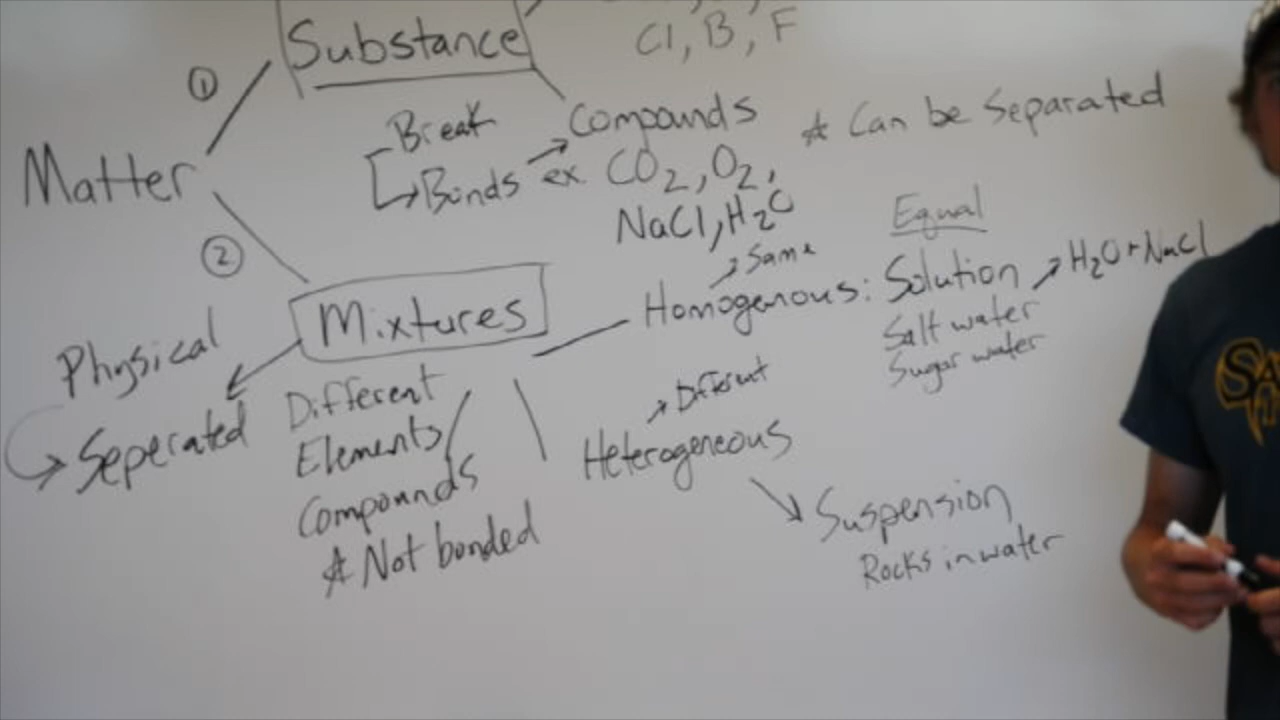 Substance
Cl, B, F
①
Matter
Break
Bonds
Compounds
ex CO2, O2,
NaCl, H2O
* Can be Separated
②
Mixtures
Physical
Seperated
Different
Elements/
Compounds
* Not bonded
Same
Homogenous: Solution
Equal
H2O + NaCl
Salt water
Sugar water
Different
Heterogeneous
Suspension
Rocks in water